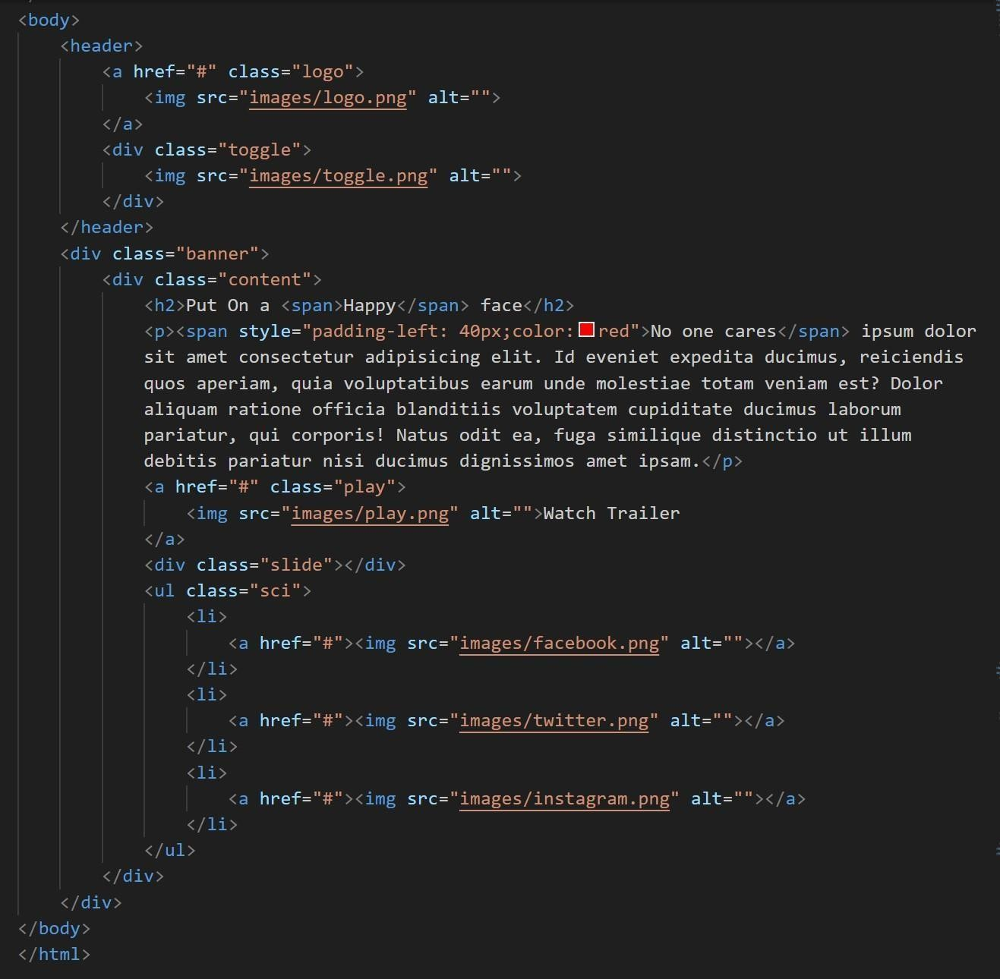 <body>
<header>
<a href="#" class="logo">
<img src="images/logo.png" alt="">
</a>
<div class="toggle">
<img src="images/toggle.png" alt="">
</div>
</header>
<div class="banner">
<div class="content">
<h2>Put On a <span>Happy</span> face</h2>
<p><span style="padding-left: 40px;color:red">No one cares</span> ipsum dolor
sit amet consectetur adipisicing elit. Id eveniet expedita ducimus, reiciendis
quos aperiam, quia voluptatibus earum unde molestiae totam veniam est? Dolor
aliquam ratione officia blanditiis voluptatem cupiditate ducimus laborum
pariatur, qui corporis! Natus odit ea, fuga similique distinctio ut illum
debitis pariatur nisi ducimus dignissimos amet ipsam.</p>
<a href="#" class="play">
<img src="images/play.png" alt="">Watch Trailer
</a>
<div class="slide"></div>
<ul class="sci">
<li>
<a href="#"><img src="images/facebook.png" alt=""></a>
</li>
<li>
<a href="#"><img src="images/twitter.png" alt=""></a>
</li>
<li>
<a href="#"><img src="images/instagram.png" alt=""></a>
</li>
</ul>
</div>
</div>
</body>
</html>